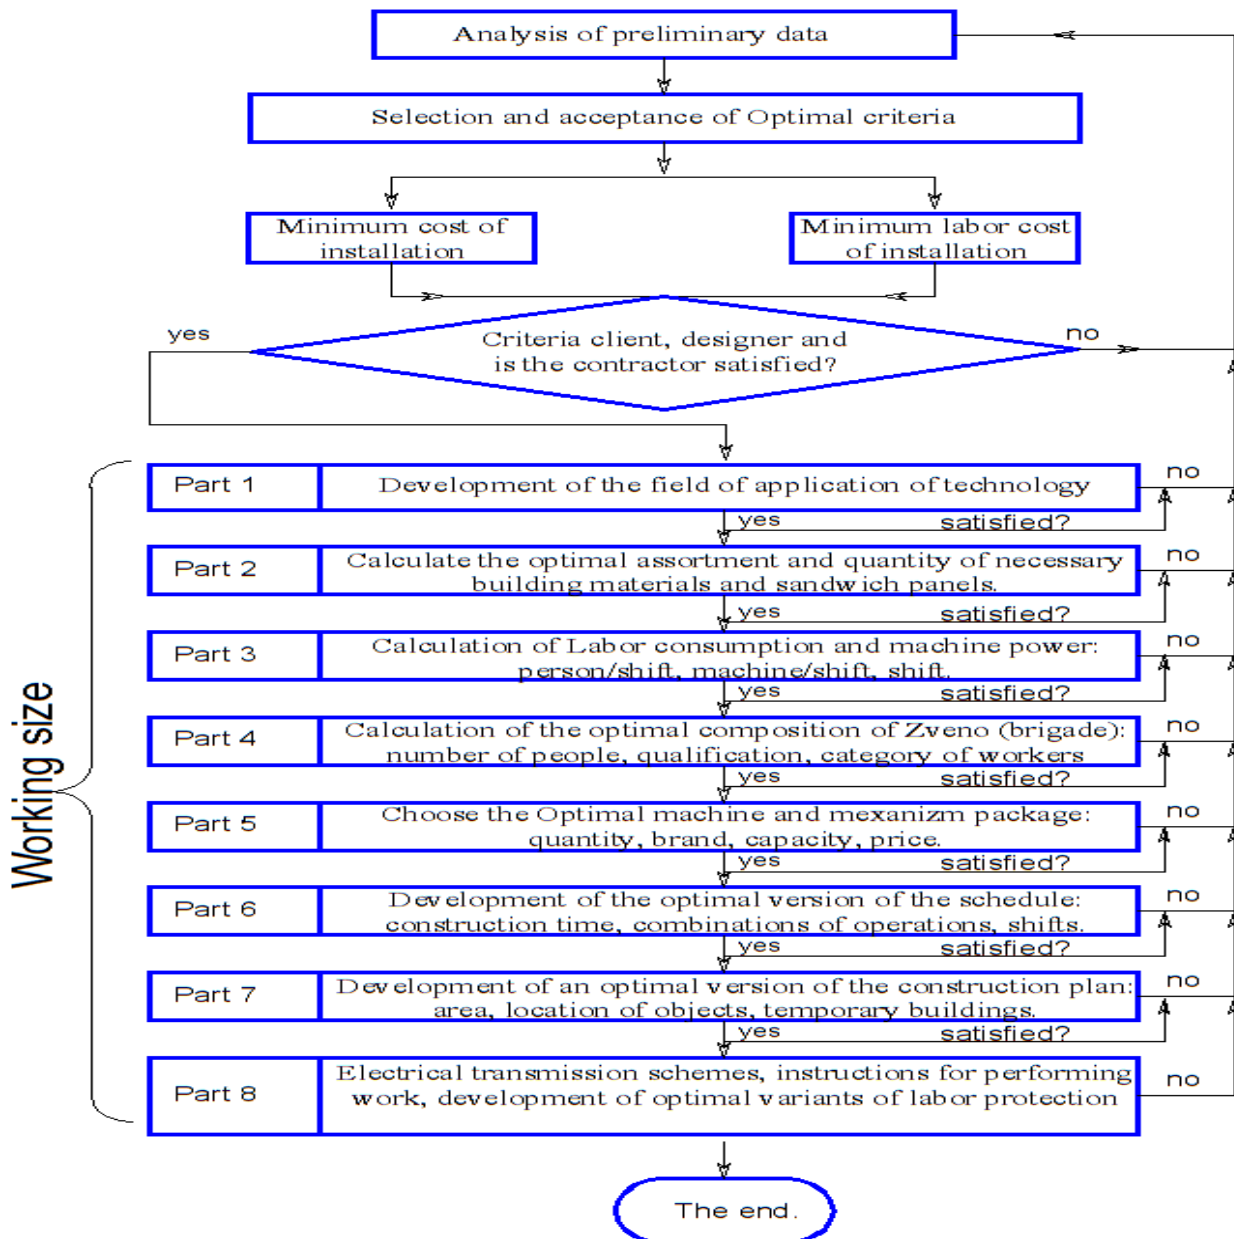 Analysis of preliminary data
Selection and acceptance of Optimal criteria
Minimum cost of
installation
Minimum labor cost
of installation
yes
Criteria client, designer and
is the contractor satisfied?
no
Working size
Part 1
Development of the field of application of technology
no
yes
satisfied?
Part 2
Calculate the optimal assortment and quantity of necessary
building materials and sandwich panels.
no
yes
satisfied?
Part 3
Calculation of Labor consumption and machine power:
person/shift, machine/shift, shift.
no
yes
satisfied?
Part 4
Calculation of the optimal composition of Zveno (brigade):
number of people, qualification, category of workers
no
yes
satisfied?
Part 5
Choose the Optimal machine and mexanizm package:
quantity, brand, capacity, price.
no
yes
satisfied?
Part 6
Development of the optimal version of the schedule:
construction time, combinations of operations, shifts.
no
yes
satisfied?
Part 7
Development of an optimal version of the construction plan:
area, location of objects, temporary buildings.
no
yes
satisfied?
Part 8
Electrical transmission schemes, instructions for performing
work, development of optimal variants of labor protection
no
The end.